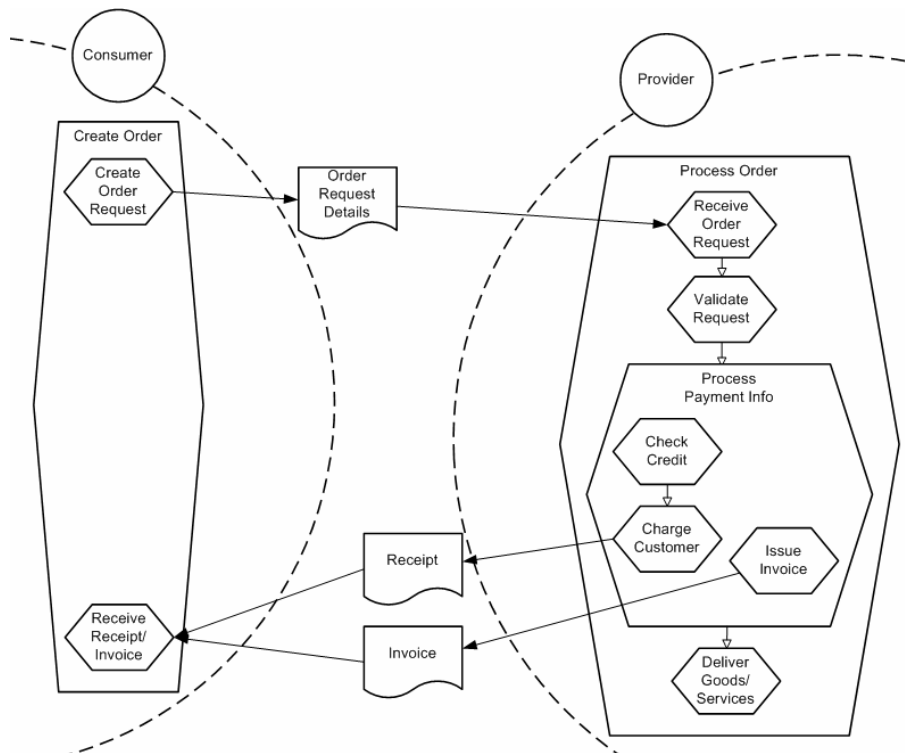 Consumer
Provider
Create Order
Create
Order
Request
Order
Request
Details
Process Order
Receive
Order
Request
Validate
Request
Process
Payment Info
Check
Credit
Charge
Customer
Issue
Invoice
Receipt
Receive
Receipt/
Invoice
Invoice
Deliver
Goods/
Services